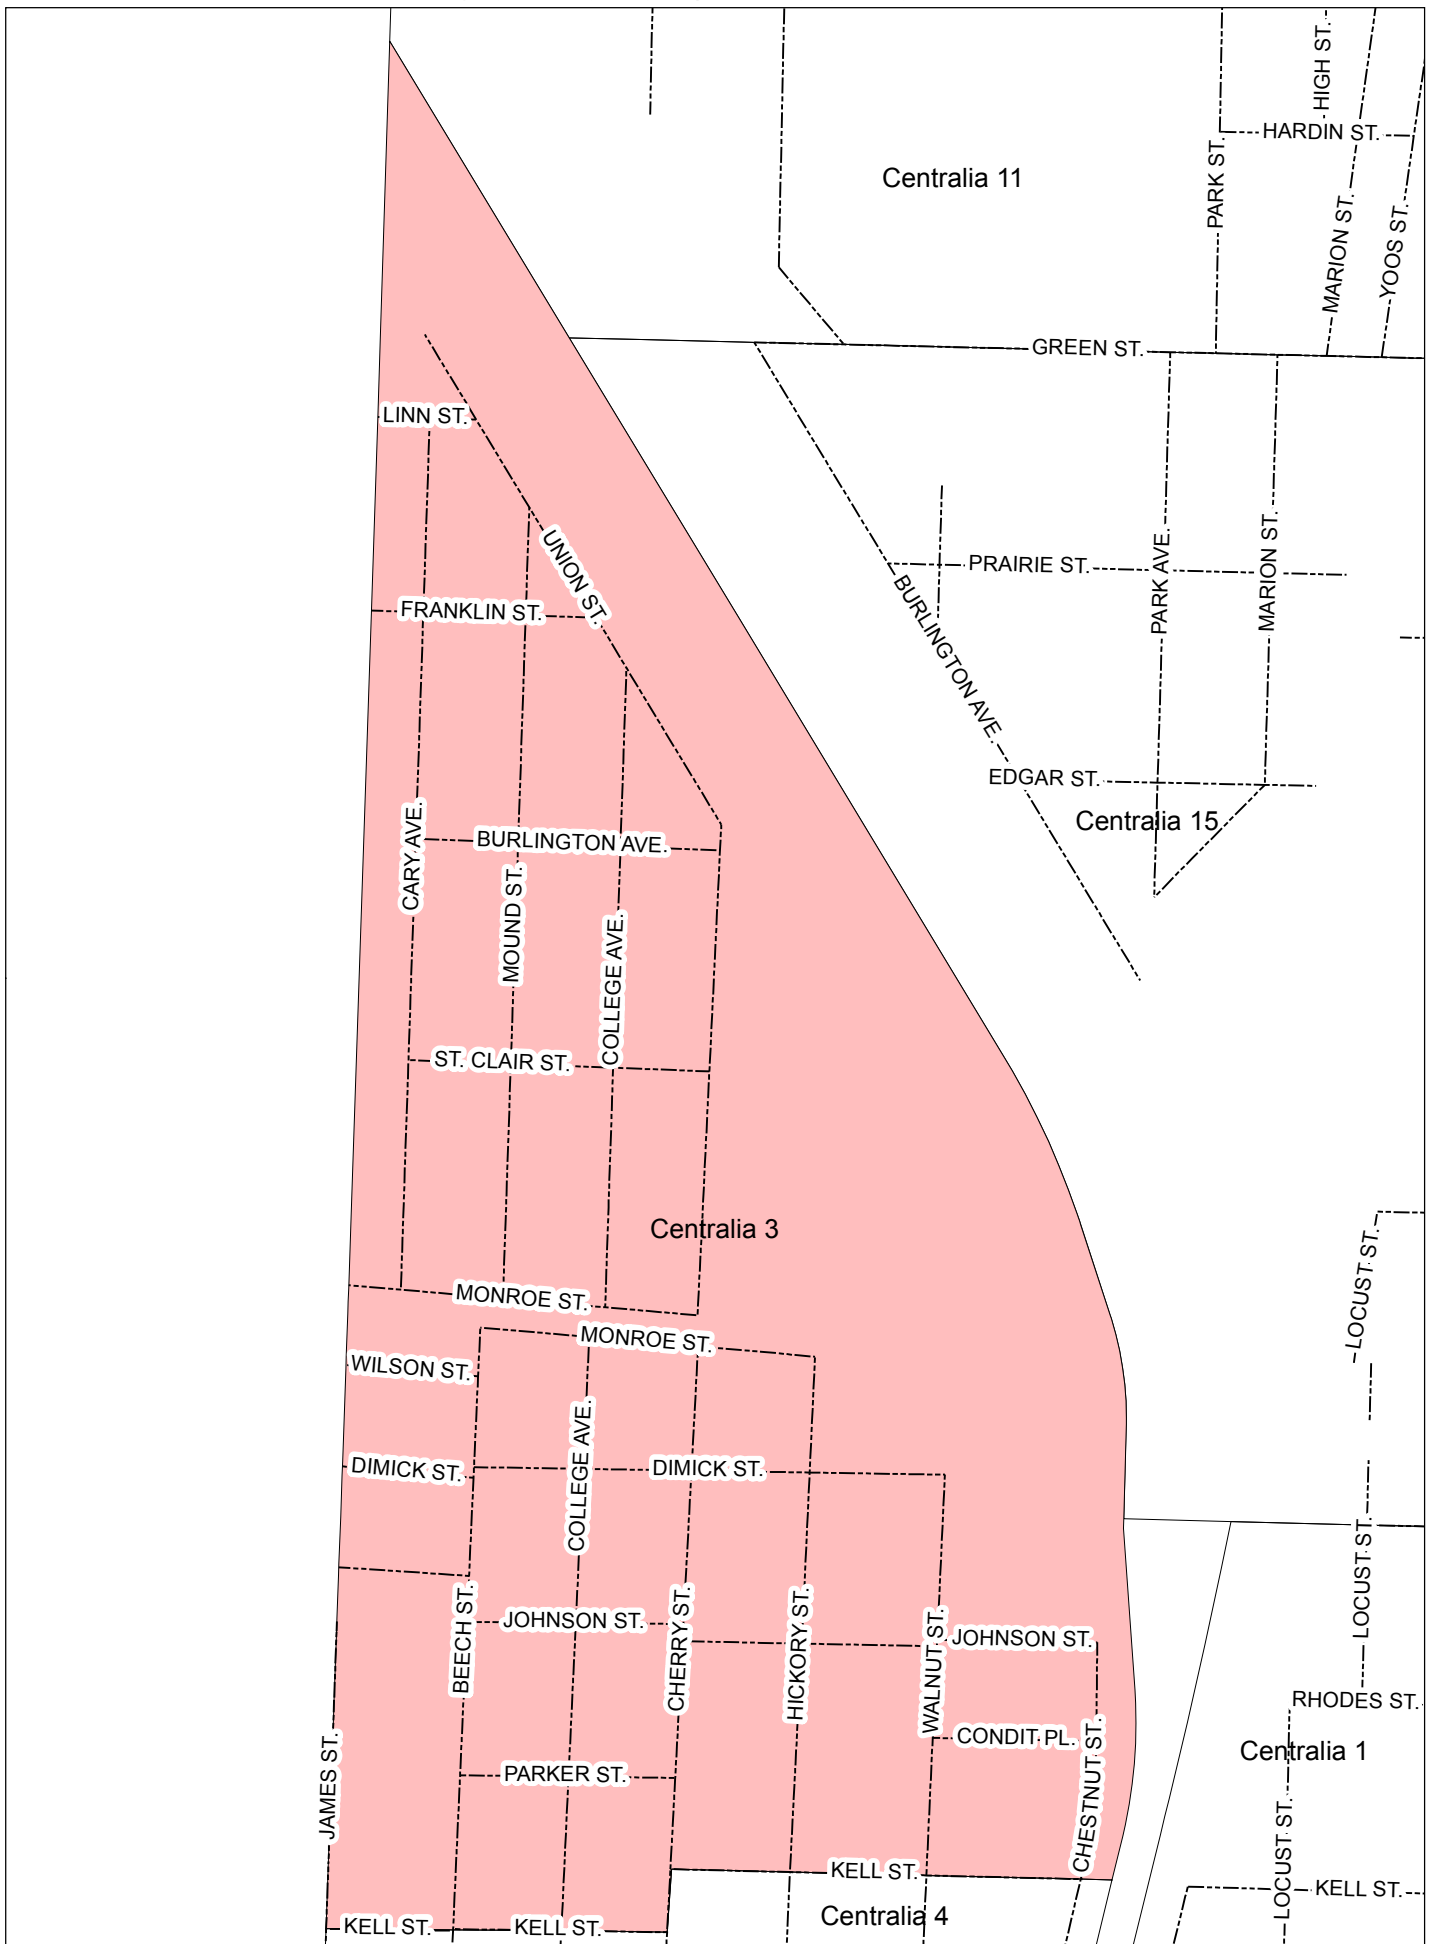 HIGH ST.
HARDIN ST.
Centralia 11
PARK ST.
MARION ST.
YOOS ST.
GREEN ST.
LINN ST.
UNION ST.
PRAIRIE ST.
PARK AVE.
MARION ST.
FRANKLIN ST.
BURLINGTON AVE.
EDGAR ST.
Centralia 15
CARY AVE.
BURLINGTON AVE.
MOUND ST.
COLLEGE AVE.
ST. CLAIR ST.
Centralia 3
LOCUST ST.
MONROE ST.
MONROE ST.
WILSON ST.
COLLEGE AVE.
DIMICK ST.
DIMICK ST.
LOCUST ST.
BEECH ST.
JOHNSON ST.
CHERRY ST.
HICKORY ST.
WALNUT ST.
JOHNSON ST.
RHODES ST.
CONDIT PL.
CHESTNUT ST.
Centralia 1
JAMES ST.
PARKER ST.
LOCUST ST.
KELL ST.
KELL ST.
Centralia 4
KELL ST.
KELL ST.